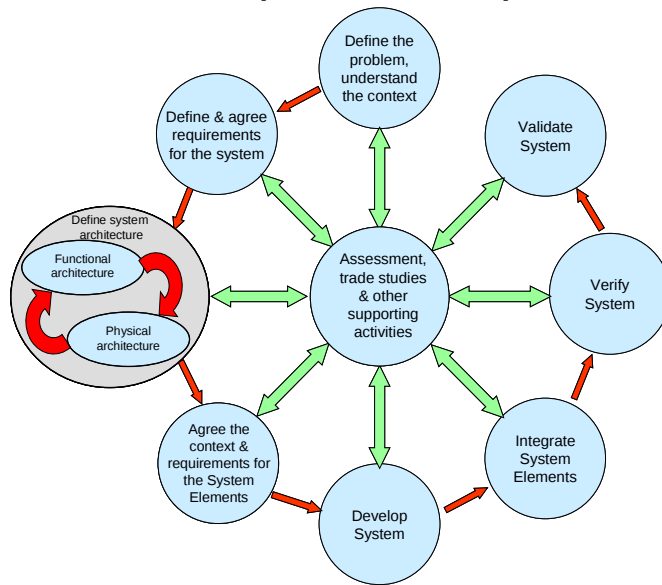 Define the
problem,
understand
the context
Define & agree
requirements
for the system
Validate
System
Define system
architecture
Functional
architecture
Physical
architecture
Assessment,
trade studies
& other
supporting
activities
Verify
System
Agree the
context &
requirements for
the System
Elements
Integrate
System
Elements
Develop
System